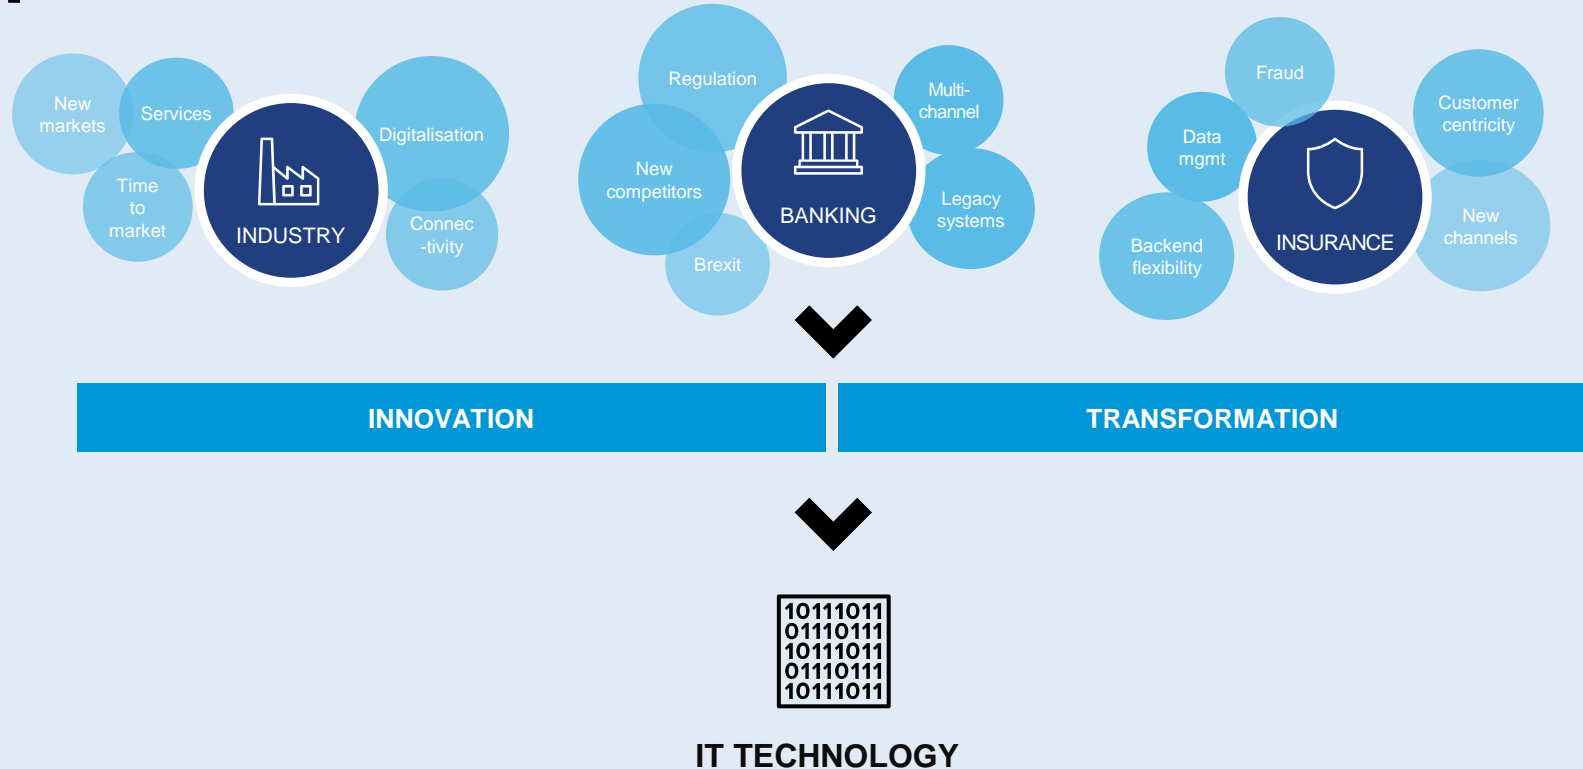 New
markets
Services
Digitalisation
Time
to
market
INDUSTRY
Connec
-tivity
Regulation
Multi-
channel
New
competitors
BANKING
Legacy
systems
Brexit
Fraud
Customer
centricity
Data
mgmt
INSURANCE
New
channels
Backend
flexibility
INNOVATION
TRANSFORMATION
10111011
01110111
10111011
01110111
10111011
IT TECHNOLOGY